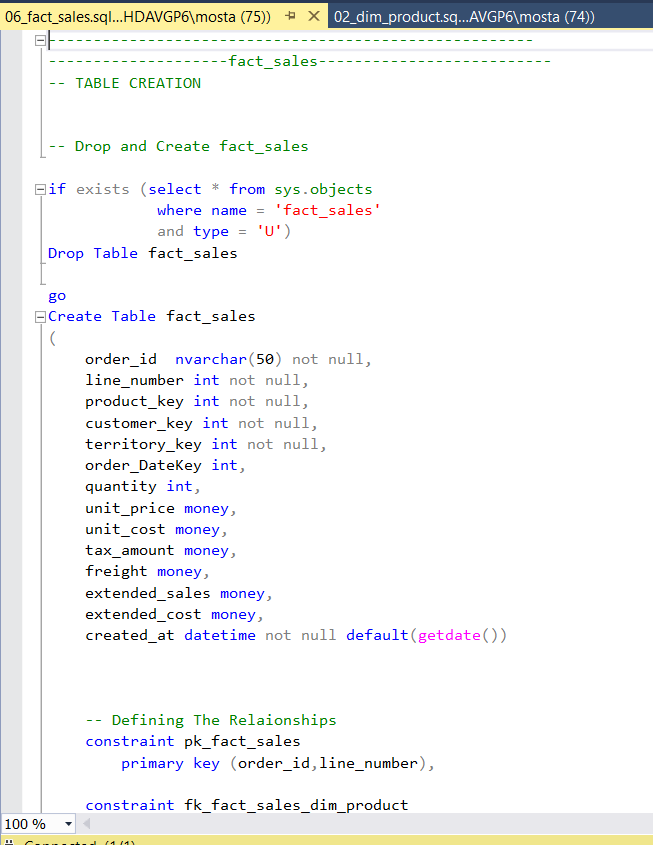 06_fact_sales.sql...HDAVGP6\mosta (75)) 02_dim_product.sq...AVGP6\mosta (74))
------------------------------------------------------
--------------------fact_sales--------------------------
-- TABLE CREATION
-- Drop and Create fact_sales
if exists (select * from sys.objects
where name = 'fact_sales'
and type = 'U')
Drop Table fact_sales
go
Create Table fact_sales
(
order_id  nvarchar(50) not null,
line_number int not null,
product_key int not null,
customer_key int not null,
territory_key int not null,
order_DateKey int,
quantity int,
unit_price money,
unit_cost money,
tax_amount money,
freight money,
extended_sales money,
extended_cost money,
created_at datetime not null default(getdate())
-- Defining The Relaionships
constraint pk_fact_sales
primary key (order_id,line_number),
constraint fk_fact_sales_dim_product
100 %
Connected. (1/1)